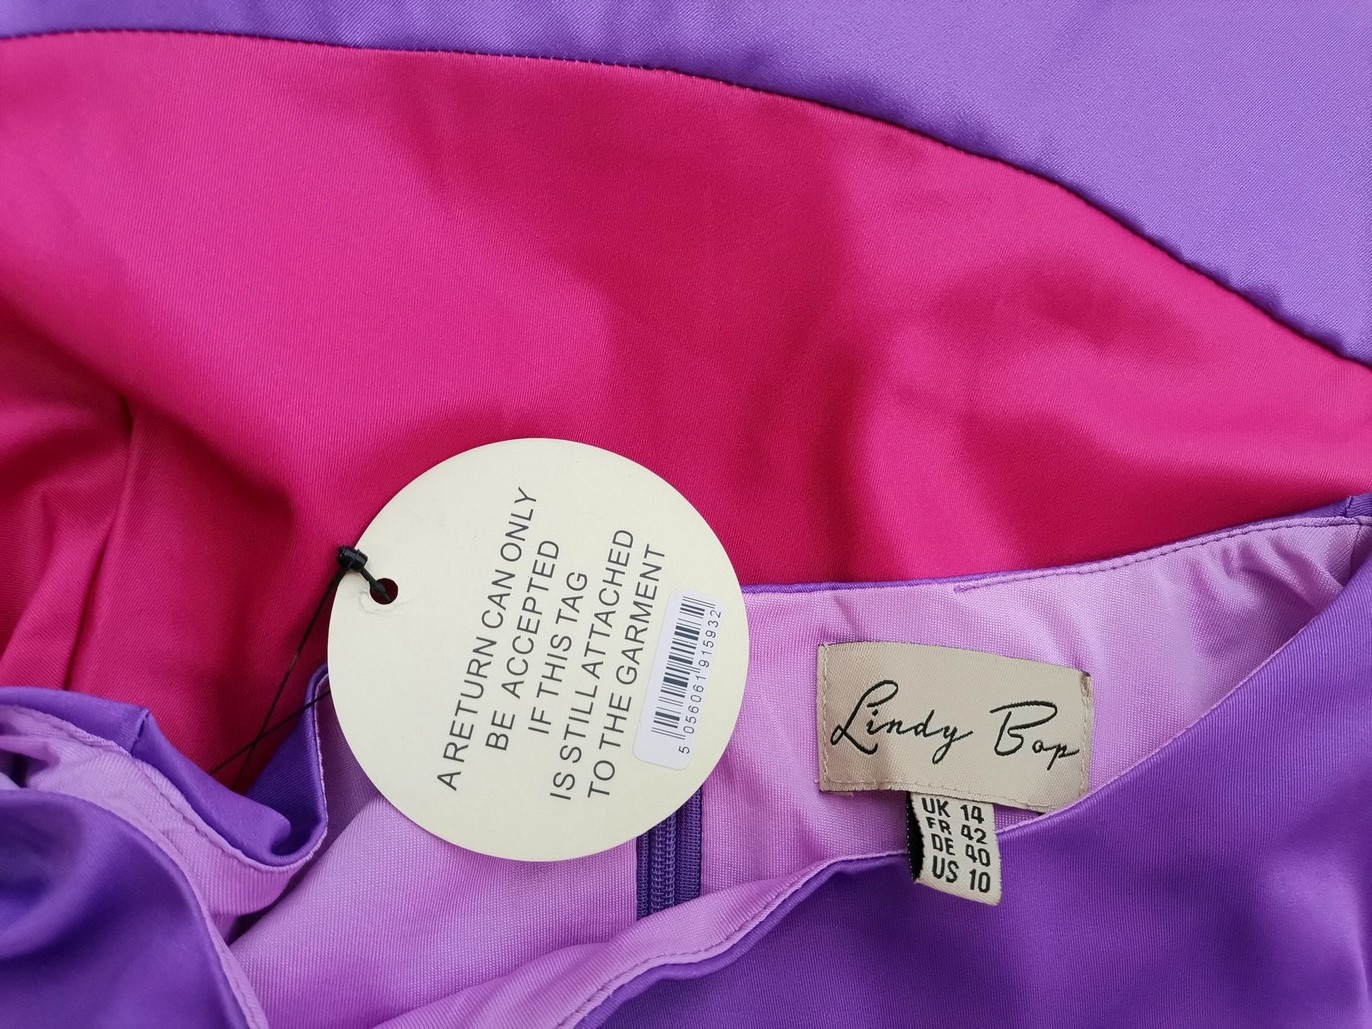 A RETURN CAN ONLY
BE ACCEPTED
IF THIS TAG
IS STILL ATTACHED
TO THE GARMENT
5 056061 915932
Lindy Bop
UK 14
FR 42
DE 40
US 10